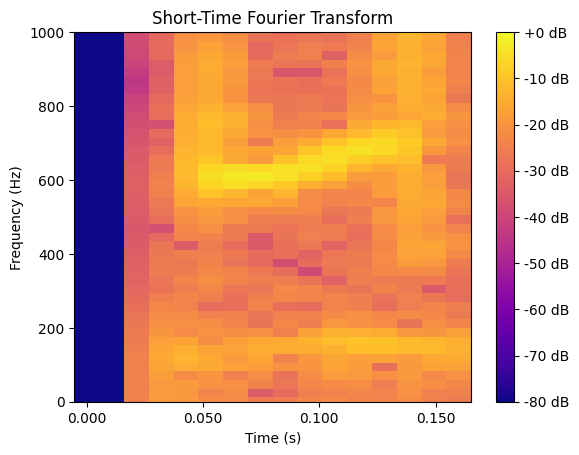 Short-Time Fourier Transform
1000
800
600
400
200
0
Frequency (Hz)
0.000
0.050
0.100
0.150
Time (s)
+0 dB
-10 dB
-20 dB
-30 dB
-40 dB
-50 dB
-60 dB
-70 dB
-80 dB